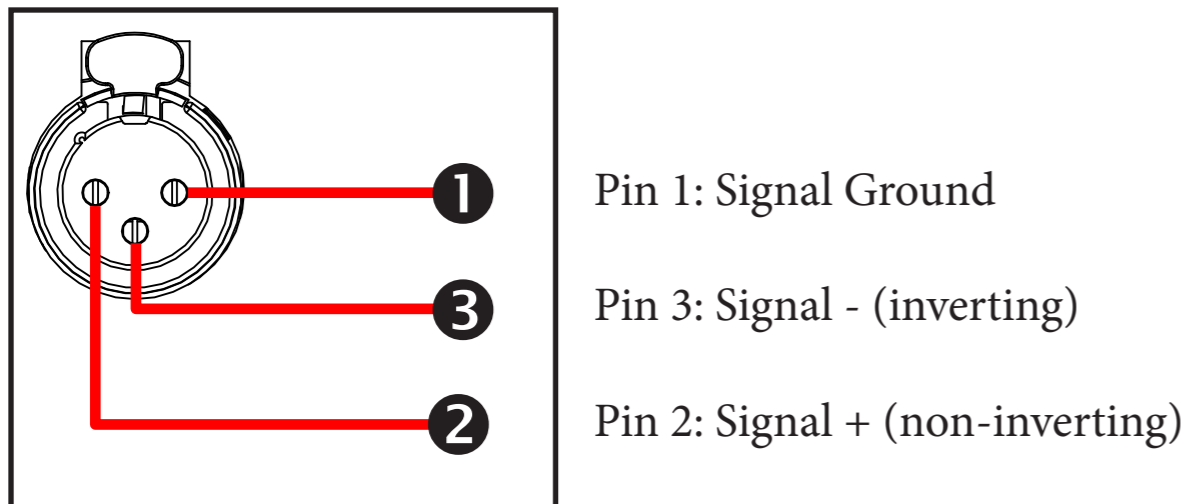 1 Pin 1: Signal Ground
3 Pin 3: Signal - (inverting)
2 Pin 2: Signal + (non-inverting)